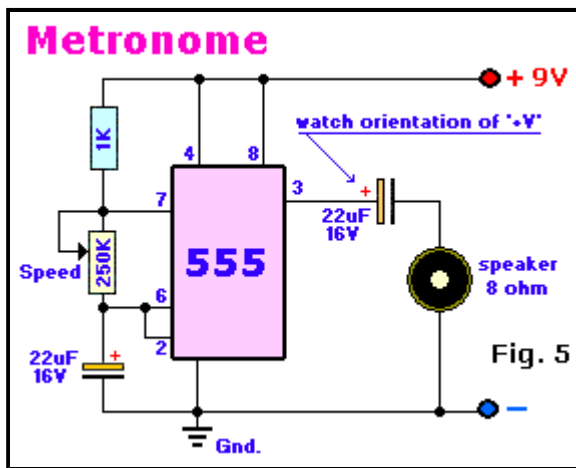 Metronome
+ 9V
watch orientation of "+V"
1K
4
8
3
7
+
22uF
16V
555
Speed
250K
speaker
8 ohm
6
2
22uF
16V
+
Fig. 5
Gnd.
−